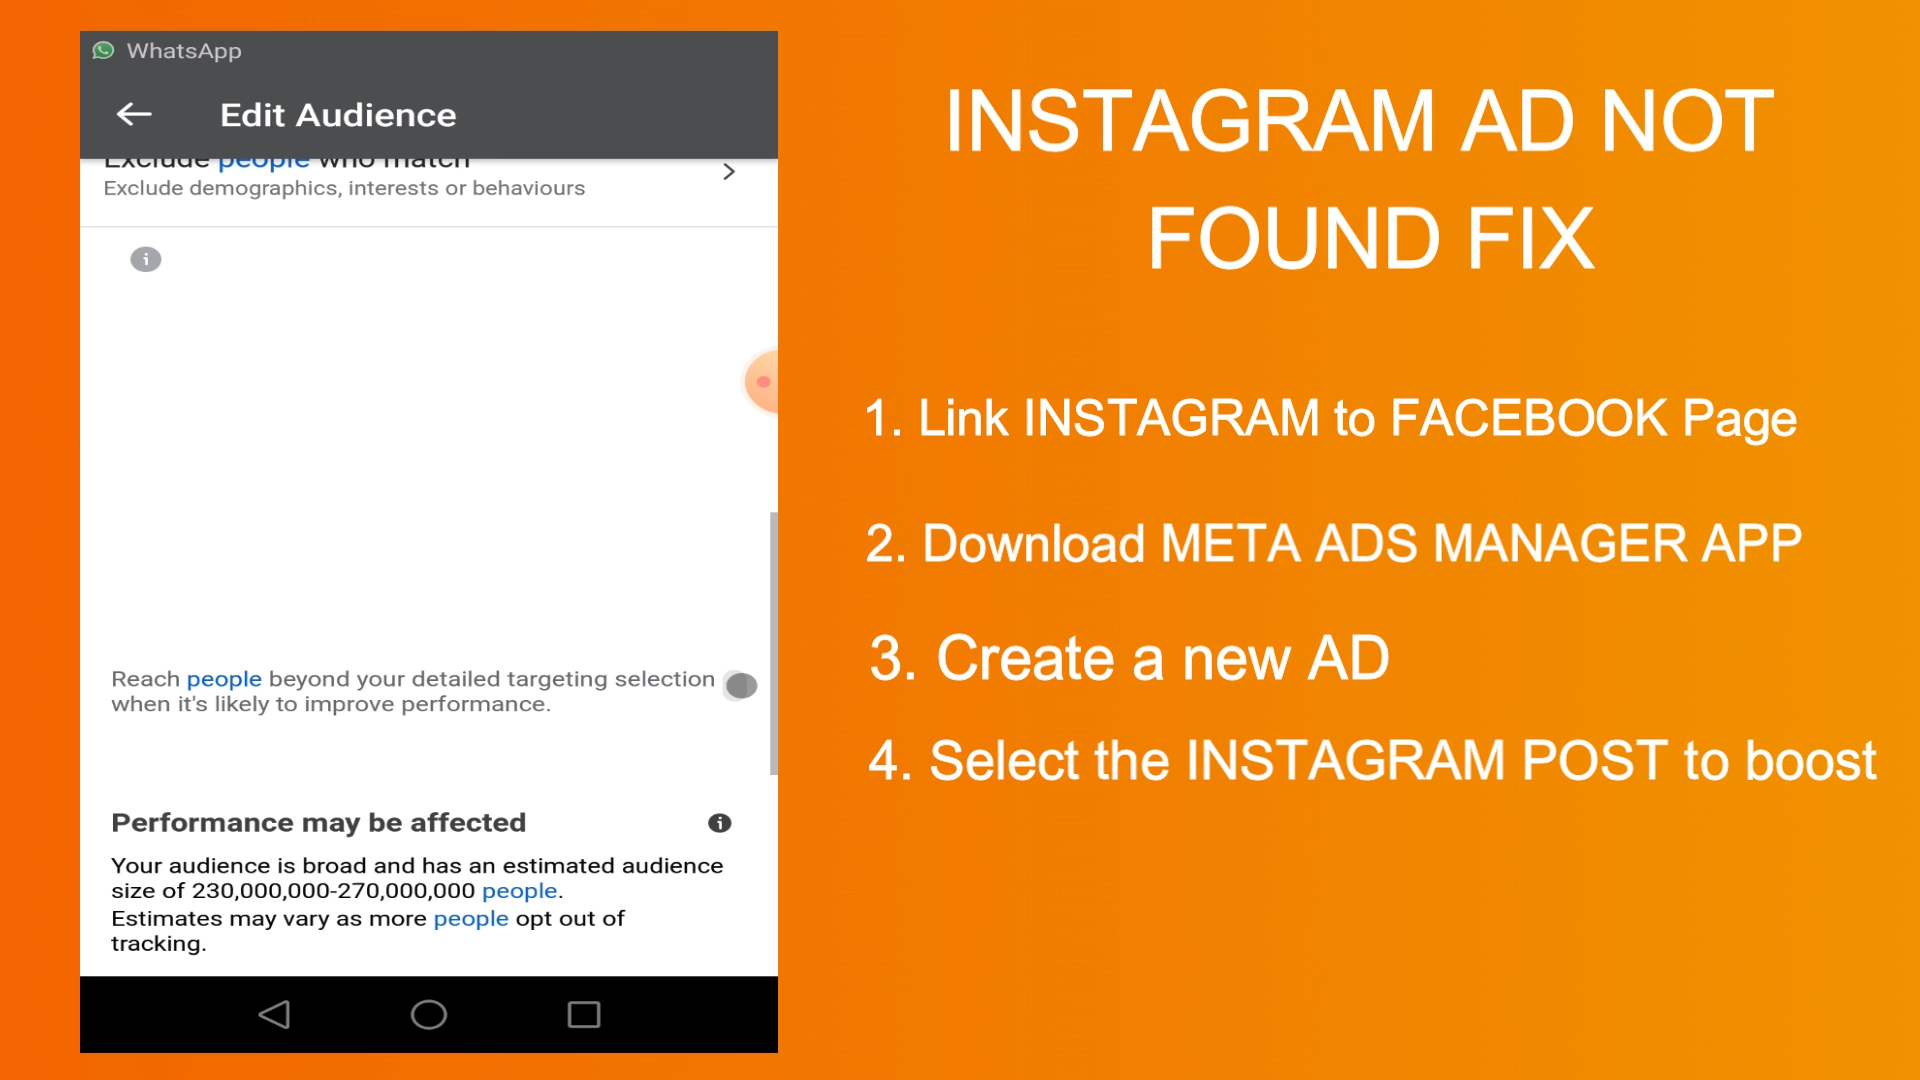 WhatsApp
Edit Audience
Exclude people who match
Exclude demographics, interests or behaviours
Reach people beyond your detailed targeting selection
when it's likely to improve performance.
Performance may be affected
Your audience is broad and has an estimated audience
size of 230,000,000-270,000,000 people.
Estimates may vary as more people opt out of
tracking.
INSTAGRAM AD NOT
FOUND FIX
1. Link INSTAGRAM to FACEBOOK Page
2. Download META ADS MANAGER APP
3. Create a new AD
4. Select the INSTAGRAM POST to boost